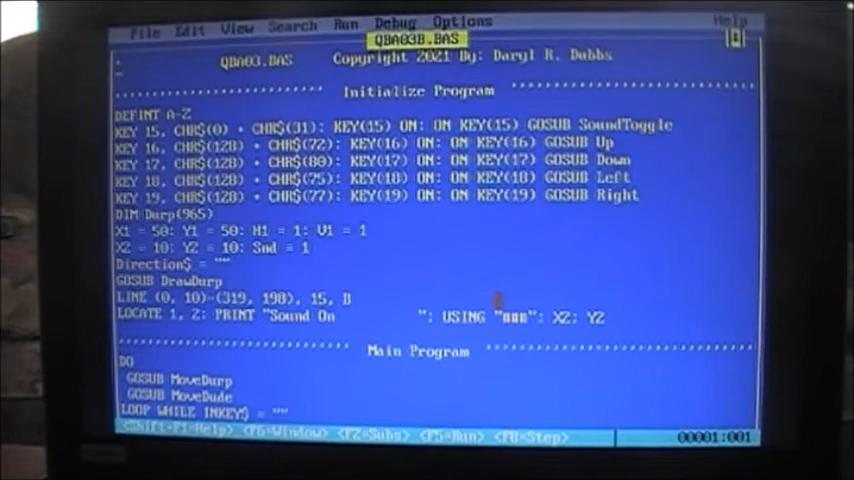 File Edit View Search Run Debug Options Help
QBA03B.BAS
' QBA03.BAS Copyright 2021 By: Daryl R. Dubbs
'''''''''''''''''''''''''''''' Initialize Program ''''''''''''''''''''''''''''''
DEFINT A-Z
KEY 15, CHR$(0) + CHR$(31): KEY(15) ON: ON KEY(15) GOSUB SoundToggle
KEY 16, CHR$(128) + CHR$(72): KEY(16) ON: ON KEY(16) GOSUB Up
KEY 17, CHR$(128) + CHR$(80): KEY(17) ON: ON KEY(17) GOSUB Down
KEY 18, CHR$(128) + CHR$(75): KEY(18) ON: ON KEY(18) GOSUB Left
KEY 19, CHR$(128) + CHR$(77): KEY(19) ON: ON KEY(19) GOSUB Right
DIM Durp(965)
X1 = 50: Y1 = 50: H1 = 1: V1 = 1
X2 = 10: Y2 = 10: Snd = 1
Direction$ = ""
GOSUB DrawDurp
LINE (0, 10)-(319, 198), 15, B
LOCATE 1, 2: PRINT "Sound On "; USING "###"; X2; Y2
'''''''''''''''''''''''''''''''''' Main Program ''''''''''''''''''''''''''''''''''
DO
GOSUB MoveDurp
GOSUB MoveDude
LOOP WHILE INKEY$ = ""
<Shift+F1=Help> <F6=Window> <F2=Subs> <F5=Run> <F8=Step> 00001:001